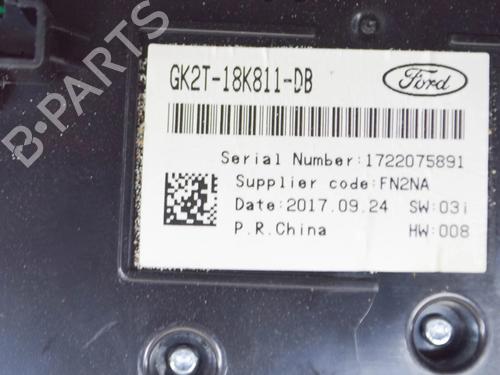 GK2T-18K811-DB
Ford
Serial Number:1722075891
Supplier code:FN2NA
Date:2017.09.24 SW:03i
P.R.China HW:008